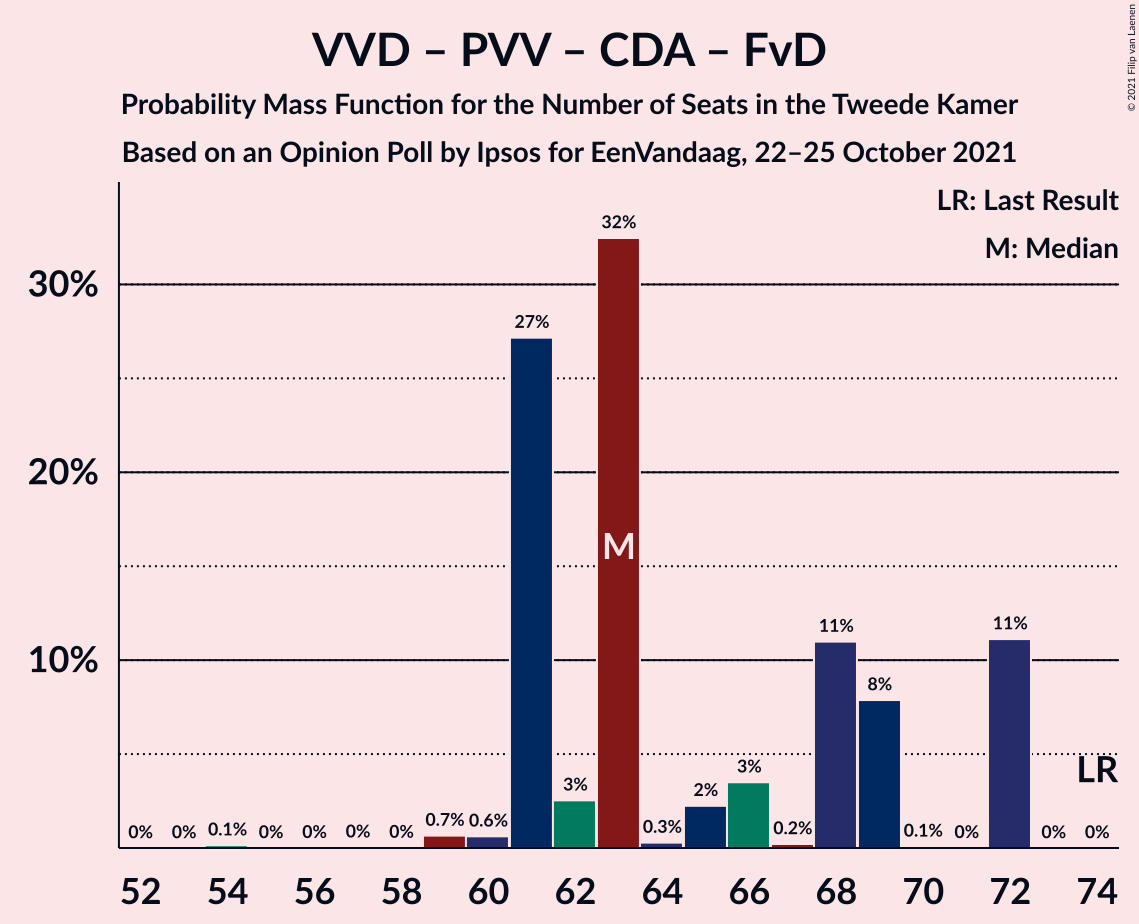 VVD – PVV – CDA – FvD
Probability Mass Function for the Number of Seats in the Tweede Kamer
Based on an Opinion Poll by Ipsos for EenVandaag, 22–25 October 2021
© 2021 Filip van Laenen
LR: Last Result
M: Median
30%
20%
10%
0% 0% 0.1% 0% 0% 0% 0% 0.7% 0.6% 27% 3% 32% 0.3% 2% 3% 0.2% 11% 8% 0.1% 0% 11% 0% 0%
M
LR
52 54 56 58 60 62 64 66 68 70 72 74